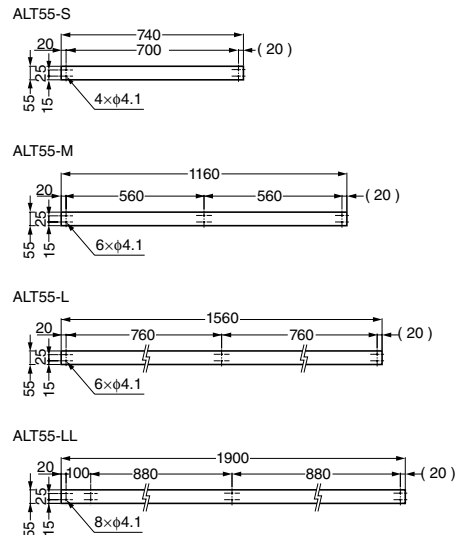 ALT55-S
740
20 700 ( 20 )
55 25 15
4×φ4.1
ALT55-M
1160
20 560 560 ( 20 )
55 25 15
6×φ4.1
ALT55-L
1560
20 760 760 ( 20 )
55 25 15
6×φ4.1
ALT55-LL
1900
20 100 880 880 ( 20 )
55 25 15
8×φ4.1